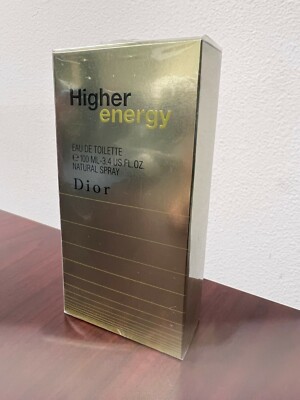 Higher
energy
EAU DE TOILETTE
℮ 100 ML-3.4 US.FL.OZ.
NATURAL SPRAY
Dior